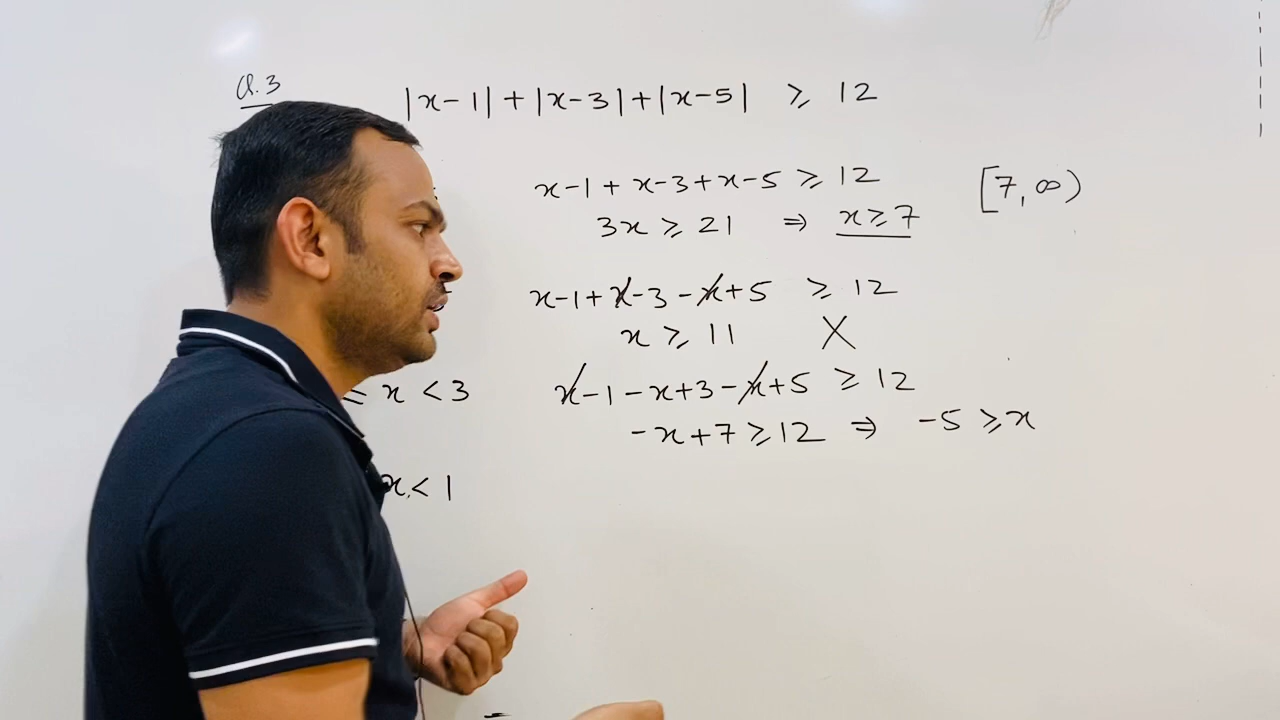 Q.3
|x-1|+|x-3|+|x-5| ≥ 12
x-1+x-3+x-5 ≥ 12
[7,∞)
3x ≥ 21 ⇒ x ≥ 7
x-1+x-3-x+5 ≥ 12
x ≥ 11 X
≤ x < 3
x-1-x+3-x+5 ≥ 12
-x+7 ≥ 12 ⇒ -5 ≥ x
x < 1